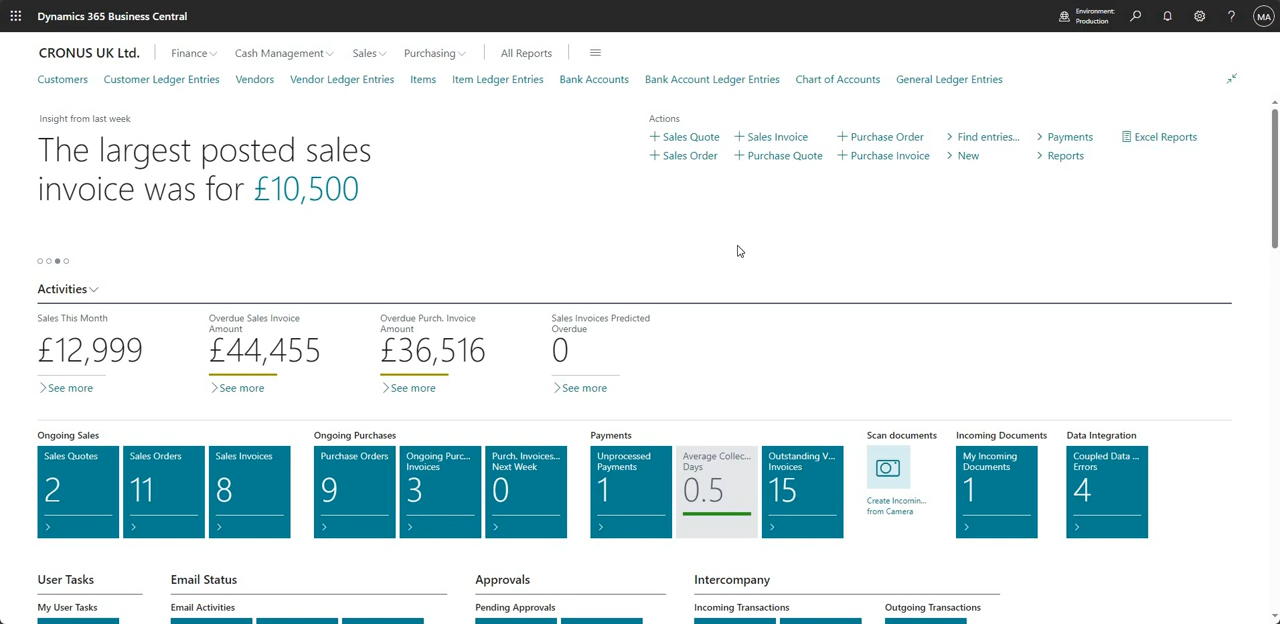 Dynamics 365 Business Central
Environment:
Production
?
MA
CRONUS UK Ltd.
Finance
Cash Management
Sales
Purchasing
All Reports
Customers
Customer Ledger Entries
Vendors
Vendor Ledger Entries
Items
Item Ledger Entries
Bank Accounts
Bank Account Ledger Entries
Chart of Accounts
General Ledger Entries
Insight from last week
The largest posted sales
invoice was for £10,500
Actions
+ Sales Quote
+ Sales Invoice
+ Purchase Order
> Find entries...
> Payments
Excel Reports
+ Sales Order
+ Purchase Quote
+ Purchase Invoice
> New
> Reports
Activities
Sales This Month
£12,999
> See more
Overdue Sales Invoice
Amount
£44,455
> See more
Overdue Purch. Invoice
Amount
£36,516
> See more
Sales Invoices Predicted
Overdue
0
> See more
Ongoing Sales
Sales Quotes
2
Sales Orders
11
Sales Invoices
8
Ongoing Purchases
Purchase Orders
9
Ongoing Purc...
Invoices
3
Purch. Invoices...
Next Week
0
Payments
Unprocessed
Payments
1
Average Collec...
Days
0.5
Outstanding V...
Invoices
15
Scan documents
Create Incomin...
from Camera
Incoming Documents
My Incoming
Documents
1
Data Integration
Coupled Data ...
Errors
4
User Tasks
My User Tasks
Email Status
Email Activities
Approvals
Pending Approvals
Intercompany
Incoming Transactions
Outgoing Transactions